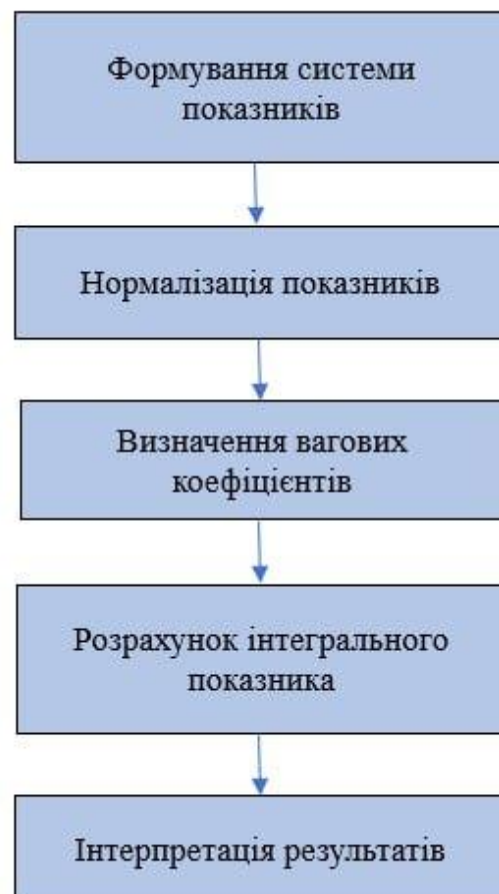 Формування системи
показників
Нормалізація показників
Визначення вагових
коефіцієнтів
Розрахунок інтегрального
показника
Інтерпретація результатів